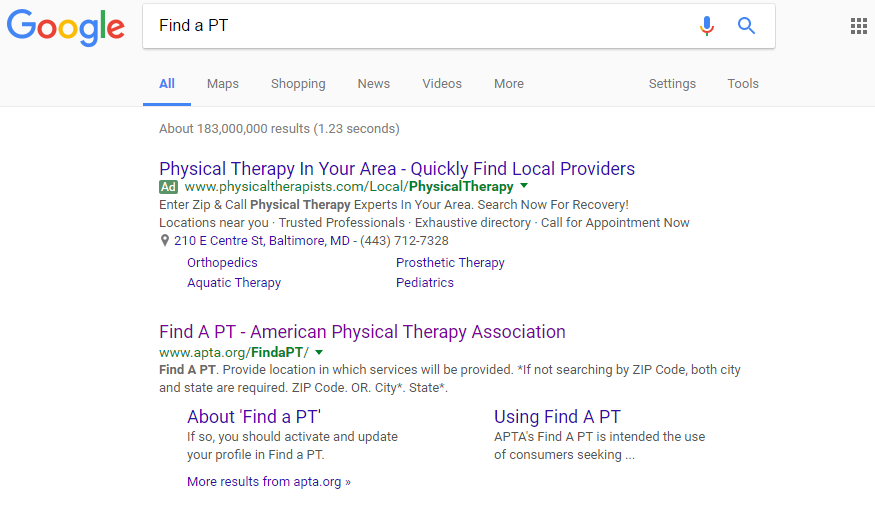 Google
Find a PT
All Maps Shopping News Videos More Settings Tools
About 183,000,000 results (1.23 seconds)
Physical Therapy In Your Area - Quickly Find Local Providers
Ad www.physicaltherapists.com/Local/PhysicalTherapy
Enter Zip & Call Physical Therapy Experts In Your Area. Search Now For Recovery!
Locations near you · Trusted Professionals · Exhaustive directory · Call for Appointment Now
210 E Centre St, Baltimore, MD - (443) 712-7328
Orthopedics Prosthetic Therapy
Aquatic Therapy Pediatrics
Find A PT - American Physical Therapy Association
www.apta.org/FindaPT/
Find A PT. Provide location in which services will be provided. *If not searching by ZIP Code, both city
and state are required. ZIP Code. OR. City*. State*.
About 'Find a PT'
If so, you should activate and update
your profile in Find a PT.
Using Find A PT
APTA's Find A PT is intended the use
of consumers seeking ...
More results from apta.org »